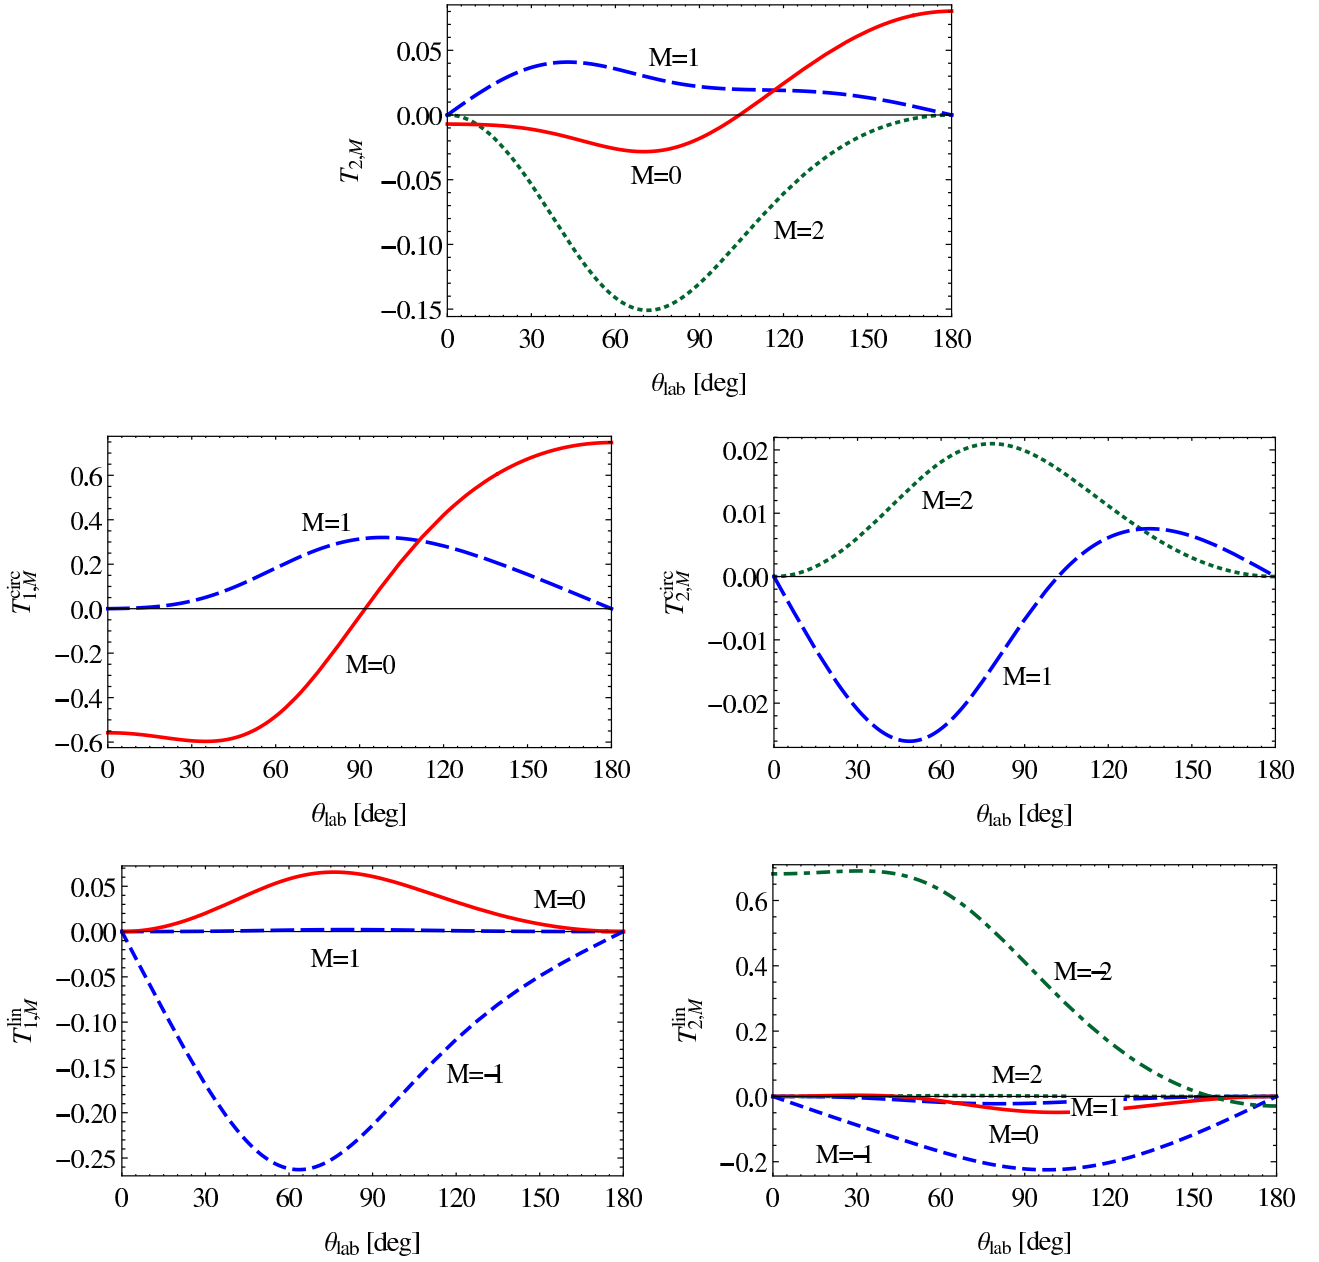 0.05
0.00
−0.05
−0.10
−0.15
T2,M
M=1
M=0
M=2
0 30 60 90 120 150 180
θlab [deg]
0.6
0.4
0.2
0.0
−0.2
−0.4
−0.6
T1,M^circ
M=1
M=0
0 30 60 90 120 150 180
θlab [deg]
0.02
0.01
0.00
−0.01
−0.02
T2,M^circ
M=2
M=1
0 30 60 90 120 150 180
θlab [deg]
0.05
0.00
−0.05
−0.10
−0.15
−0.20
−0.25
T1,M^lin
M=0
M=1
M=−1
0 30 60 90 120 150 180
θlab [deg]
0.6
0.4
0.2
0.0
−0.2
T2,M^lin
M=−2
M=2
M=1
M=0
M=−1
0 30 60 90 120 150 180
θlab [deg]